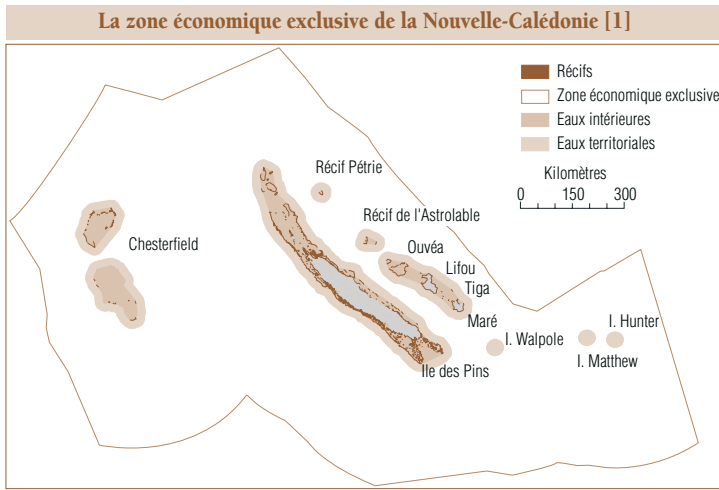 La zone économique exclusive de la Nouvelle-Calédonie [1]
Récifs
Zone économique exclusive
Eaux intérieures
Eaux territoriales
Kilomètres
0 150 300
Récif Pétrie
Récif de l'Astrolable
Chesterfield
Ouvéa
Lifou
Tiga
Maré
I. Walpole
I. Hunter
I. Matthew
Ile des Pins